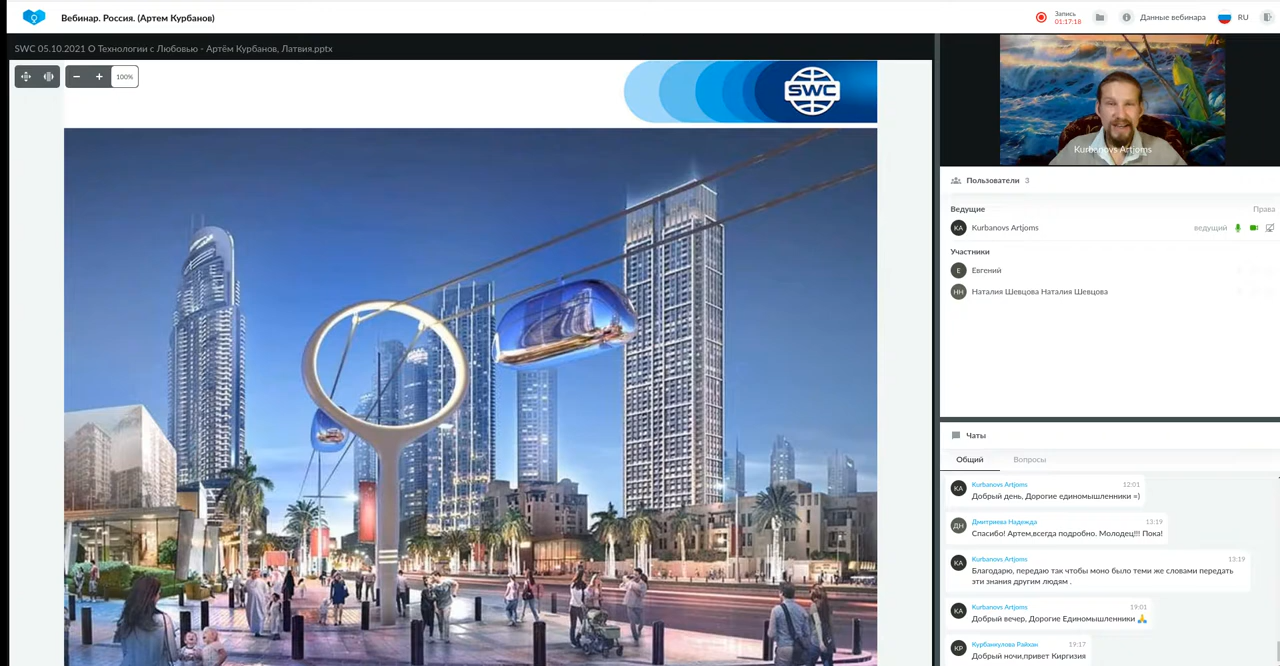 Вебинар. Россия. (Артем Курбанов)
Запись
01:17:18
Данные вебинара
RU
SWC 05.10.2021 О Технологии с Любовью - Артём Курбанов, Латвия.pptx
100%
SWC
Kurbanovs Artjoms
Пользователи 3
Ведущие
Права
KA
Kurbanovs Artjoms
ведущий
Участники
Е
Евгений
НН
Наталия Шевцова Наталия Шевцова
Чаты
Общий
Вопросы
KA
Kurbanovs Artjoms
12:01
Добрый день, Дорогие единомышленники =)
ДН
Дмитриева Надежда
13:19
Спасибо! Артем,всегда подробно. Молодец!!! Пока!
KA
Kurbanovs Artjoms
13:19
Благодарю, передаю так чтобы моно было теми же словами передать
эти знания другим людям .
KA
Kurbanovs Artjoms
19:01
Добрый вечер, Дорогие Единомышленники 🙏
КР
Курбанкулова Райхан
19:17
Добрый ночи,привет Киргизия